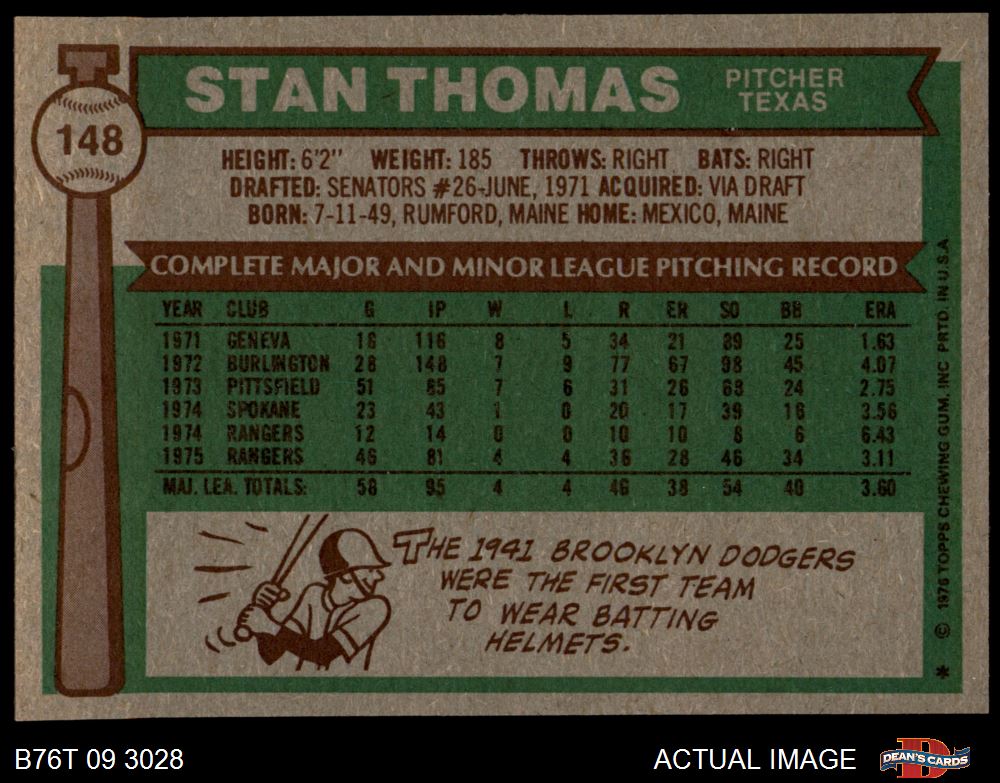 STAN THOMAS
PITCHER
TEXAS
148
HEIGHT: 6'2" WEIGHT: 185 THROWS: RIGHT BATS: RIGHT
DRAFTED: SENATORS #26-JUNE, 1971 ACQUIRED: VIA DRAFT
BORN: 7-11-49, RUMFORD, MAINE HOME: MEXICO, MAINE
COMPLETE MAJOR AND MINOR LEAGUE PITCHING RECORD
YEAR CLUB G IP W L R ER SO BB ERA
1971 GENEVA 16 116 8 5 34 21 89 25 1.63
1972 BURLINGTON 28 148 7 9 77 67 98 45 4.07
1973 PITTSFIELD 51 85 7 6 31 26 68 24 2.75
1974 SPOKANE 23 43 1 0 20 17 39 16 3.56
1974 RANGERS 12 14 0 0 10 10 8 6 6.43
1975 RANGERS 46 81 4 4 36 28 46 34 3.11
MAJ. LEA. TOTALS: 58 95 4 4 46 38 54 40 3.60
THE 1941 BROOKLYN DODGERS
WERE THE FIRST TEAM
TO WEAR BATTING
HELMETS.
* © 1976 TOPPS CHEWING GUM, INC PRTD. IN U.S.A.
B76T 09 3028
ACTUAL IMAGE
D
DEAN'S CARDS